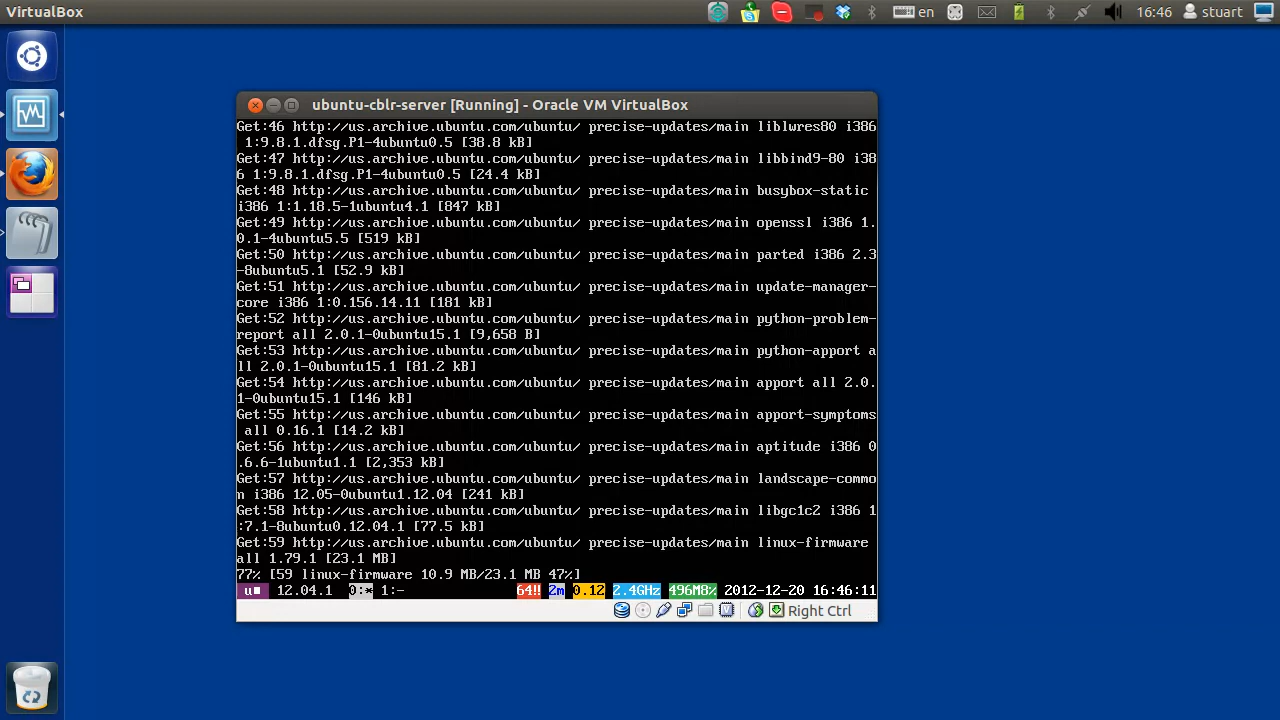 VirtualBox
en
16:46
stuart
ubuntu-cblr-server [Running] - Oracle VM VirtualBox
Get:46 http://us.archive.ubuntu.com/ubuntu/ precise-updates/main liblwres80 i386
1:9.8.1.dfsg.P1-4ubuntu0.5 [38.8 kB]
Get:47 http://us.archive.ubuntu.com/ubuntu/ precise-updates/main libbind9-80 i38
6 1:9.8.1.dfsg.P1-4ubuntu0.5 [24.4 kB]
Get:48 http://us.archive.ubuntu.com/ubuntu/ precise-updates/main busybox-static
i386 1:1.18.5-1ubuntu4.1 [847 kB]
Get:49 http://us.archive.ubuntu.com/ubuntu/ precise-updates/main openssl i386 1.
0.1-4ubuntu5.5 [519 kB]
Get:50 http://us.archive.ubuntu.com/ubuntu/ precise-updates/main parted i386 2.3
-8ubuntu5.1 [52.9 kB]
Get:51 http://us.archive.ubuntu.com/ubuntu/ precise-updates/main update-manager-
core i386 1:0.156.14.11 [181 kB]
Get:52 http://us.archive.ubuntu.com/ubuntu/ precise-updates/main python-problem-
report all 2.0.1-0ubuntu15.1 [9,658 B]
Get:53 http://us.archive.ubuntu.com/ubuntu/ precise-updates/main python-apport a
ll 2.0.1-0ubuntu15.1 [81.2 kB]
Get:54 http://us.archive.ubuntu.com/ubuntu/ precise-updates/main apport all 2.0.
1-0ubuntu15.1 [146 kB]
Get:55 http://us.archive.ubuntu.com/ubuntu/ precise-updates/main apport-symptoms
all 0.16.1 [14.2 kB]
Get:56 http://us.archive.ubuntu.com/ubuntu/ precise-updates/main aptitude i386 0
.6.6-1ubuntu1.1 [2,353 kB]
Get:57 http://us.archive.ubuntu.com/ubuntu/ precise-updates/main landscape-commo
n i386 12.05-0ubuntu1.12.04 [241 kB]
Get:58 http://us.archive.ubuntu.com/ubuntu/ precise-updates/main libgc1c2 i386 1
:7.1-8ubuntu0.12.04.1 [77.5 kB]
Get:59 http://us.archive.ubuntu.com/ubuntu/ precise-updates/main linux-firmware
all 1.79.1 [23.1 MB]
77% [59 linux-firmware 10.9 MB/23.1 MB 47%]
u■ 12.04.1 0:* 1:- 64!! 2m 0.12 2.4GHz 496M8% 2012-12-20 16:46:11
Right Ctrl